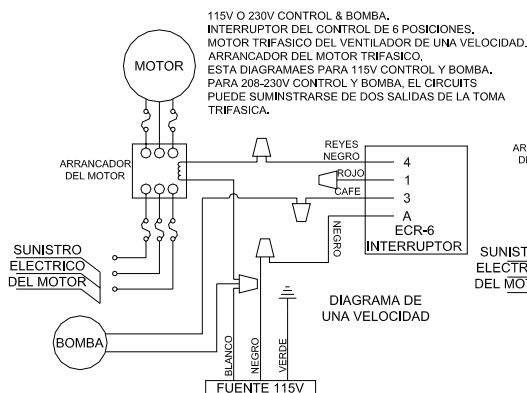 115V O 230V CONTROL & BOMBA.
INTERRUPTOR DEL CONTROL DE 6 POSICIONES.
MOTOR TRIFASICO DEL VENTILADOR DE UNA VELOCIDAD.
ARRANCADOR DEL MOTOR TRIFASICO.
ESTA DIAGRAMAES PARA 115V CONTROL Y BOMBA.
PARA 208-230V CONTROL Y BOMBA, EL CIRCUITS
PUEDE SUMINSTRARSE DE DOS SALIDAS DE LA TOMA
TRIFASICA.
MOTOR
ARRANCADOR
DEL MOTOR
REYES
NEGRO
ROJO
CAFE
NEGRO
4
1
3
A
ECR-6
INTERRUPTOR
SUNISTRO
ELECTRICO
DEL MOTOR
BOMBA
BLANCO
NEGRO
VERDE
FUENTE 115V
DIAGRAMA DE
UNA VELOCIDAD
AR
DE
SUNIST
ELECTR
DEL MO